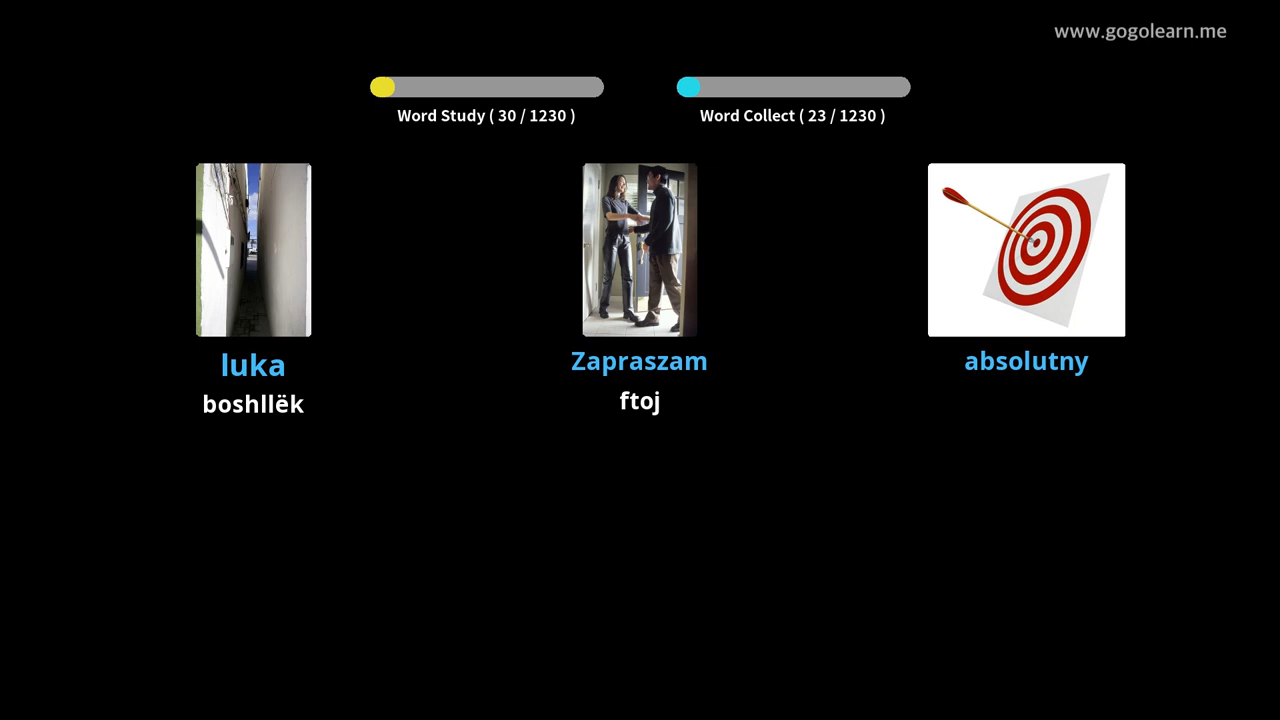 www.gogolearn.me
Word Study ( 30 / 1230 )
Word Collect ( 23 / 1230 )
luka
boshllëk
Zapraszam
ftoj
absolutny